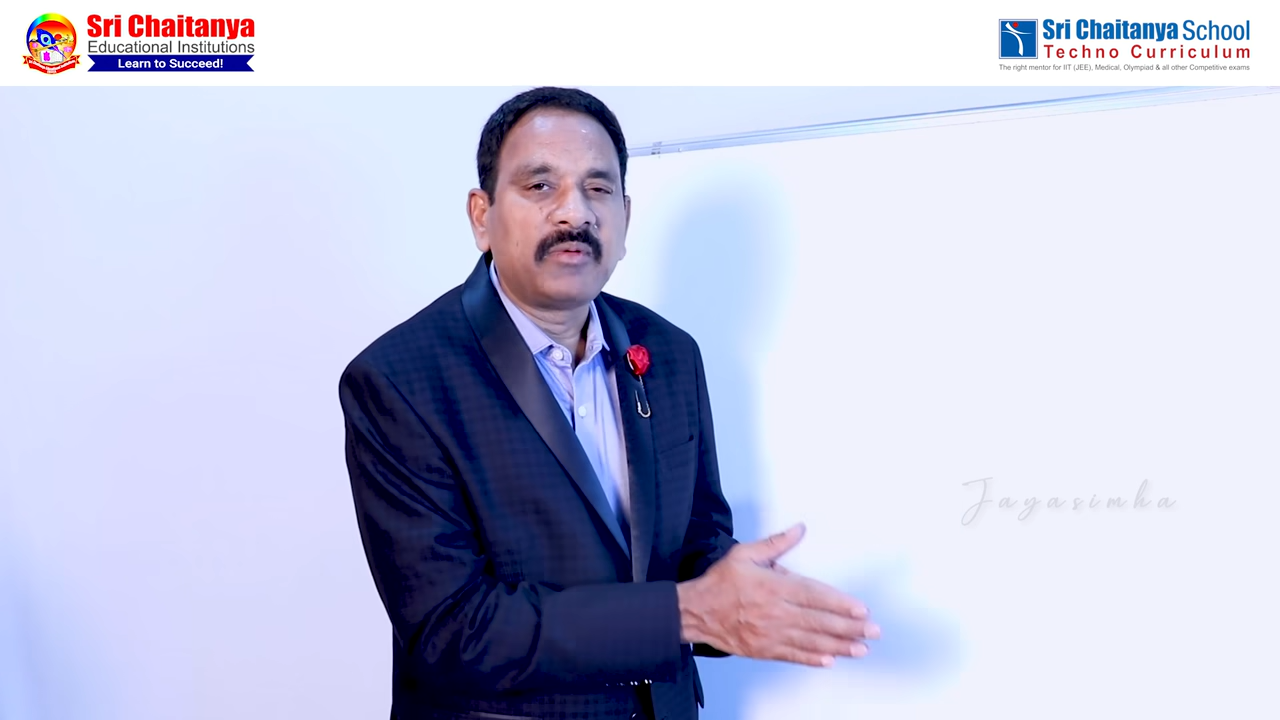 Sri Chaitanya
Educational Institutions
Learn to Succeed!
Sri Chaitanya School
Techno Curriculum
The right mentor for IIT (JEE), Medical, Olympiad & all other Competitive exams
Jayasimha